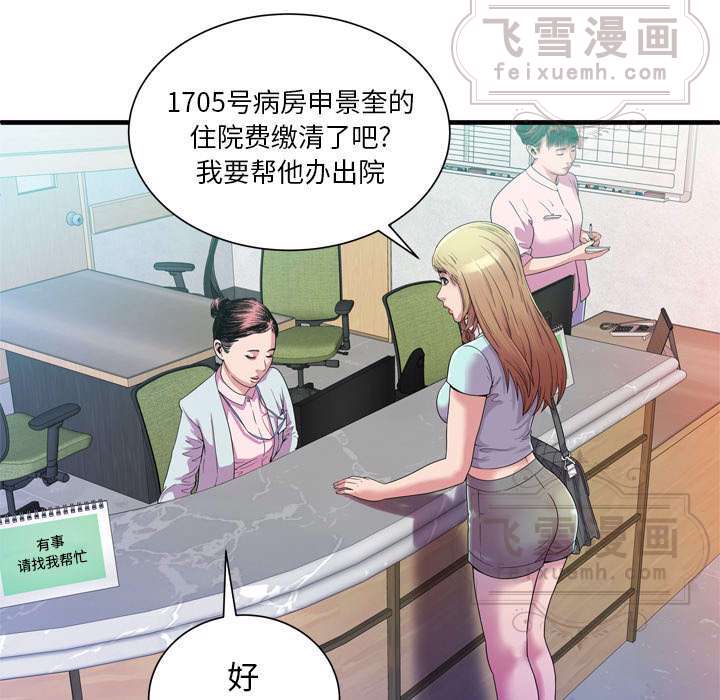 飞雪漫画
feixuemh.com
1705号病房申景奎的
住院费缴清了吧?
我要帮他办出院
有事
请找我帮忙
飞雪漫画
feixuemh.com
好